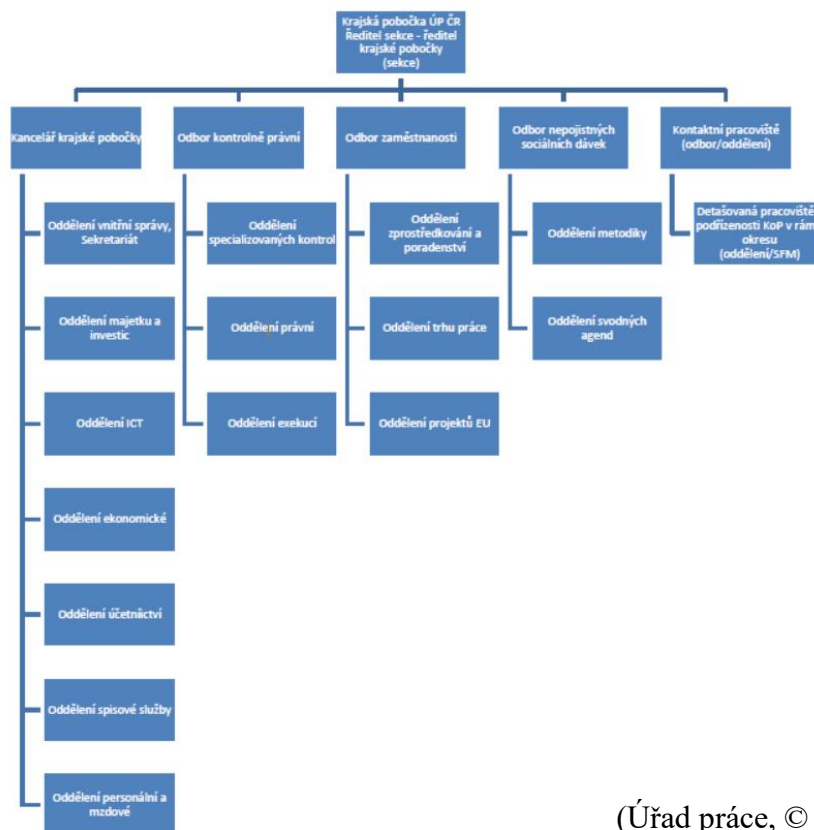 Krajská pobočka ÚP ČR
Ředitel sekce - ředitel
krajské pobočky
(sekce)
Kancelář krajské pobočky
Odbor kontrolně právní
Odbor zaměstnanosti
Odbor nepojistných
sociálních dávek
Kontaktní pracoviště
(odbor/oddělení)
Oddělení vnitřní správy,
Sekretariát
Oddělení
specializovaných kontrol
Oddělení
zprostředkování a
poradenství
Oddělení metodiky
Detašovaná pracoviště
podřízenosti KoP v rám
okresu
(oddělení/SFM)
Oddělení majetku a
investic
Oddělení právní
Oddělení trhu práce
Oddělení svodných
agend
Oddělení ICT
Oddělení exekucí
Oddělení projektů EU
Oddělení ekonomické
Oddělení účetnictví
Oddělení spisové služby
Oddělení personální a
mzdové
(Úřad práce, ©